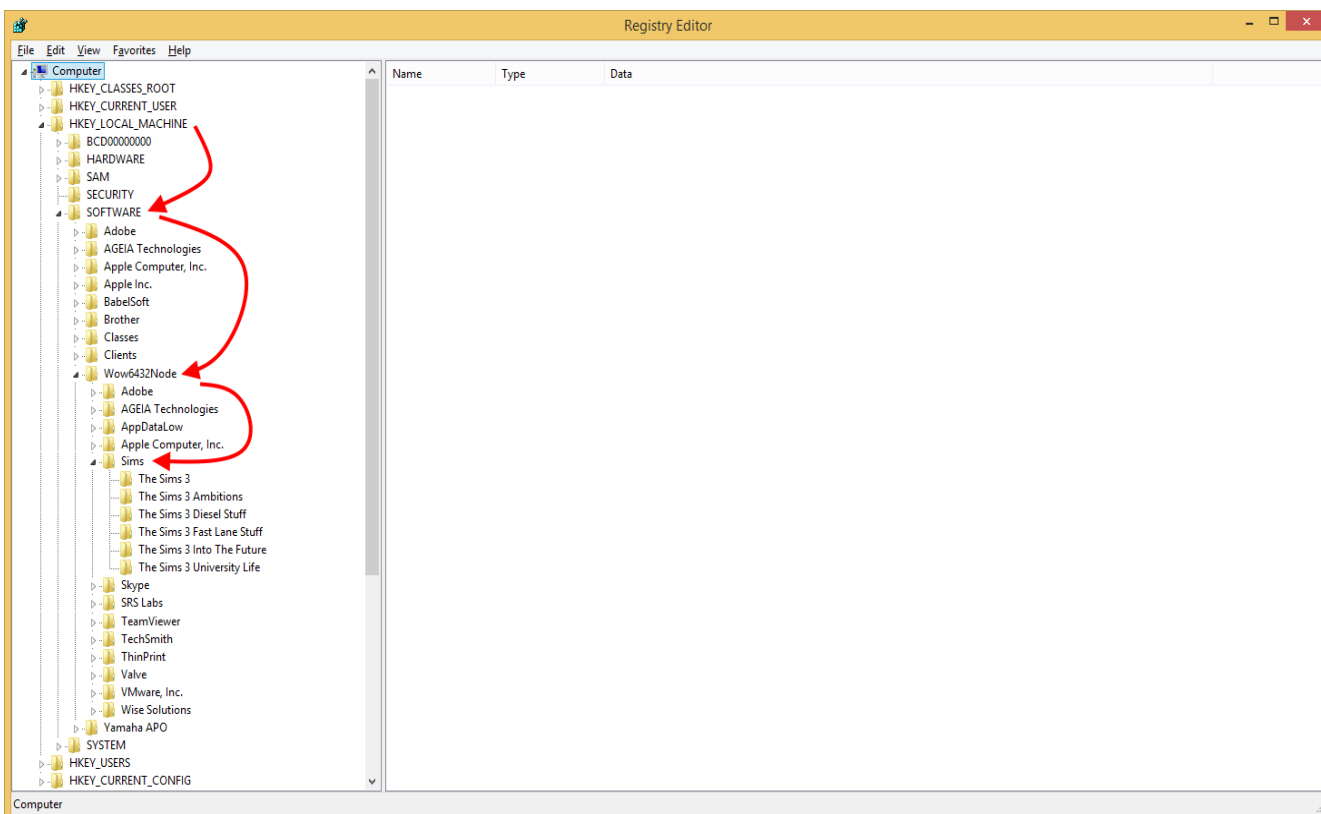 Registry Editor
File Edit View Favorites Help
Computer
HKEY_CLASSES_ROOT
HKEY_CURRENT_USER
HKEY_LOCAL_MACHINE
BCD00000000
HARDWARE
SAM
SECURITY
SOFTWARE
Adobe
AGEIA Technologies
Apple Computer, Inc.
Apple Inc.
BabelSoft
Brother
Classes
Clients
Wow6432Node
Adobe
AGEIA Technologies
AppDataLow
Apple Computer, Inc.
Sims
The Sims 3
The Sims 3 Ambitions
The Sims 3 Diesel Stuff
The Sims 3 Fast Lane Stuff
The Sims 3 Into The Future
The Sims 3 University Life
Skype
SRS Labs
TeamViewer
TechSmith
ThinPrint
Valve
VMware, Inc.
Wise Solutions
Yamaha APO
SYSTEM
HKEY_USERS
HKEY_CURRENT_CONFIG
Name Type Data
Computer